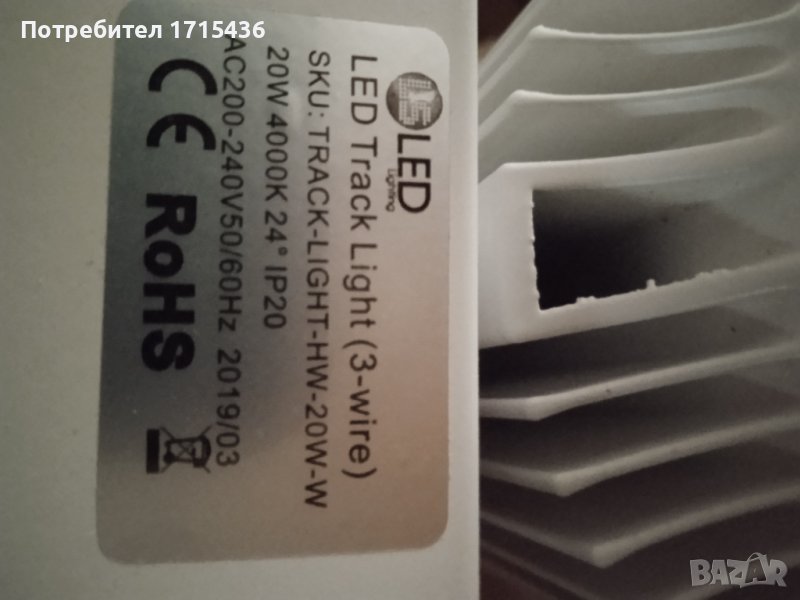 Потребител 1715436
LED
Lighting
LED Track Light (3-wire)
SKU: TRACK-LIGHT-HW-20W-W
20W 4000K 24° IP20
AC200-240V50/60Hz 2019/03
CE RoHS
BAZAR